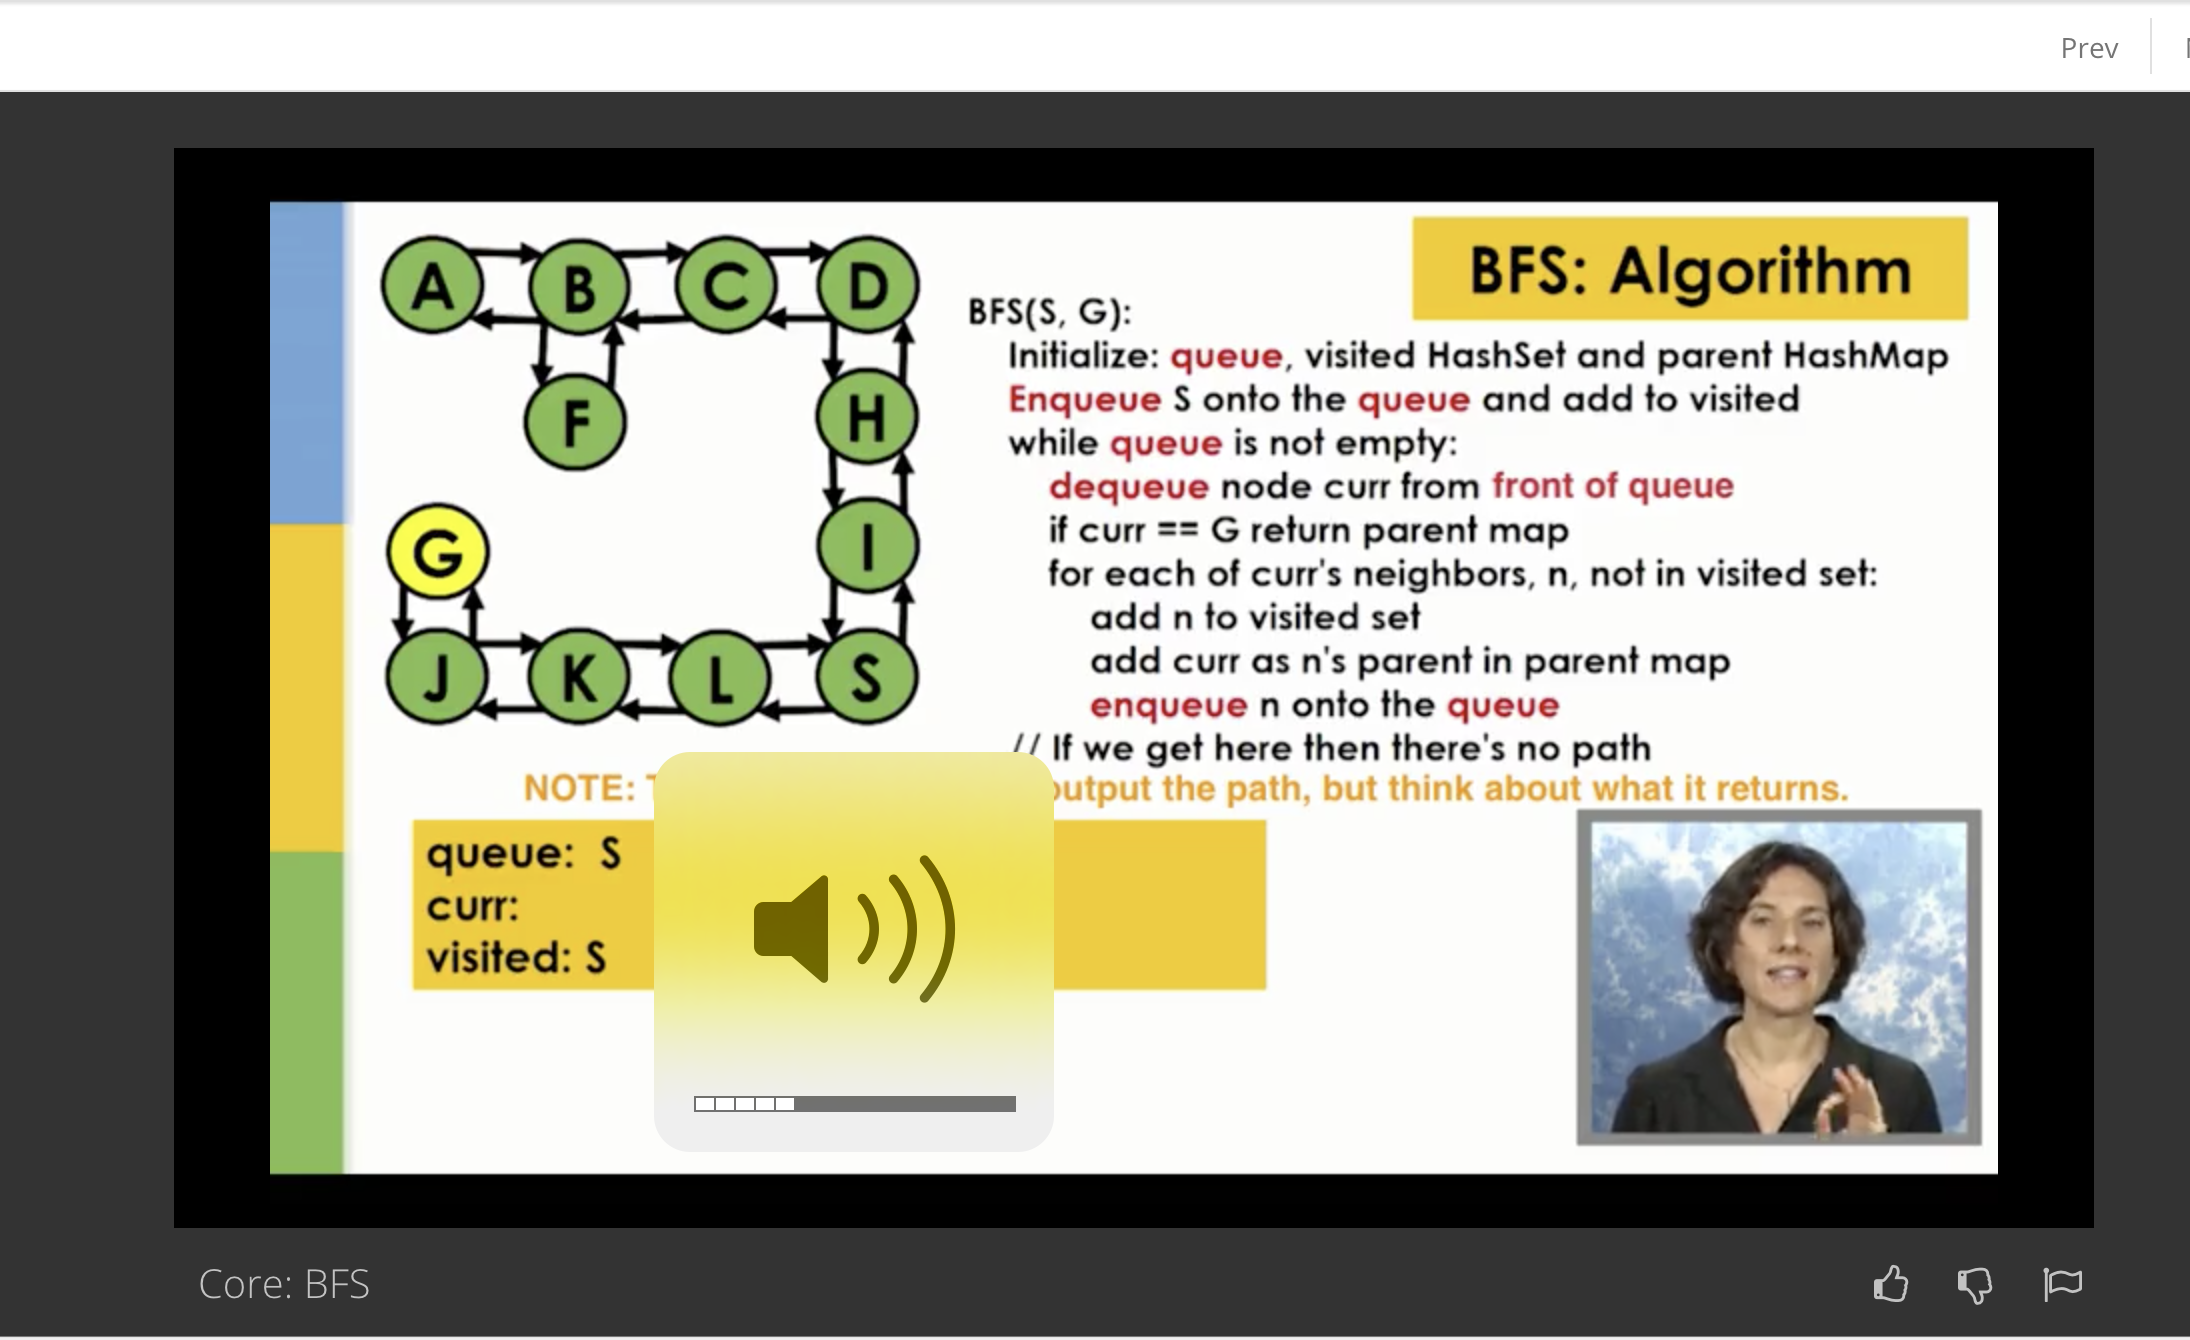 Prev
A B C D
F H
G I
J K L S
BFS: Algorithm
BFS(S, G):
Initialize: queue, visited HashSet and parent HashMap
Enqueue S onto the queue and add to visited
while queue is not empty:
dequeue node curr from front of queue
if curr == G return parent map
for each of curr's neighbors, n, not in visited set:
add n to visited set
add curr as n's parent in parent map
enqueue n onto the queue
// If we get here then there's no path
NOTE: output the path, but think about what it returns.
queue: S
curr:
visited: S
Core: BFS